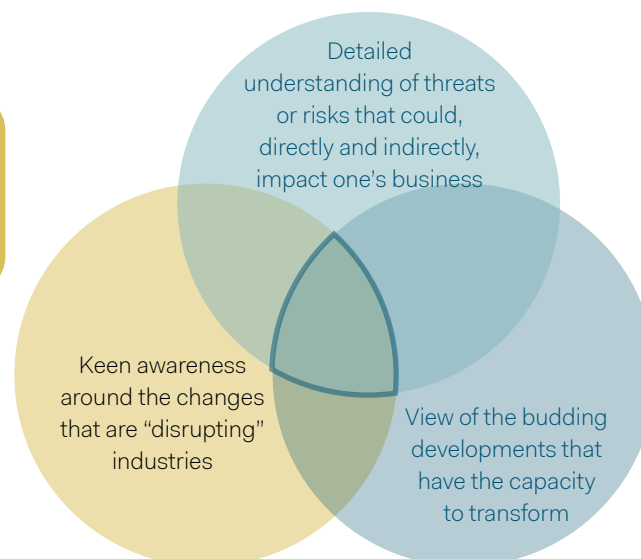 Detailed
understanding of threats
or risks that could,
directly and indirectly,
impact one’s business
Keen awareness
around the changes
that are “disrupting”
industries
View of the budding
developments that
have the capacity
to transform